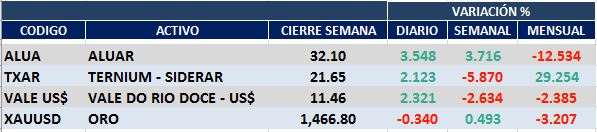 VARIACIÓN %
CODIGO ACTIVO CIERRE SEMANA DIARIO SEMANAL MENSUAL
ALUA ALUAR 32.10 3.548 3.716 -12.534
TXAR TERNIUM - SIDERAR 21.65 2.123 -5.870 29.254
VALE US$ VALE DO RIO DOCE - US$ 11.46 2.321 -2.634 -2.385
XAUUSD ORO 1,466.80 -0.340 0.493 -3.207